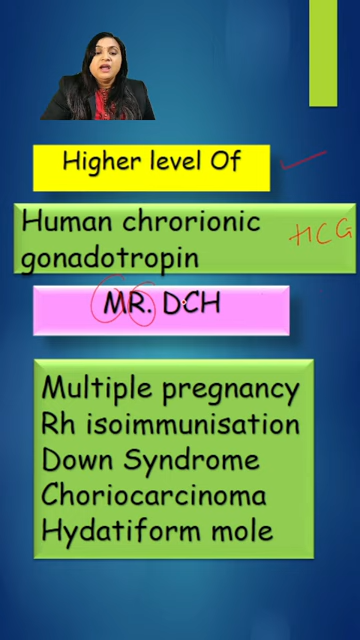 Higher level Of
Human chrorionic
HCG
gonadotropin
MR. DCH
Multiple pregnancy
Rh isoimmunisation
Down Syndrome
Choriocarcinoma
Hydatiform mole